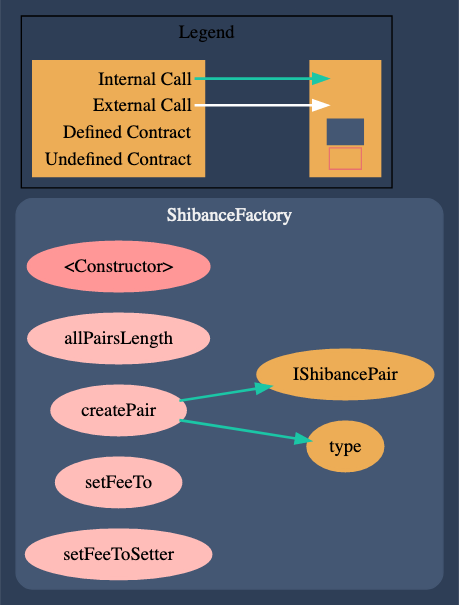 Legend
Internal Call
External Call
Defined Contract
Undefined Contract
ShibanceFactory
<Constructor>
allPairsLength
createPair
setFeeTo
setFeeToSetter
IShibancePair
type